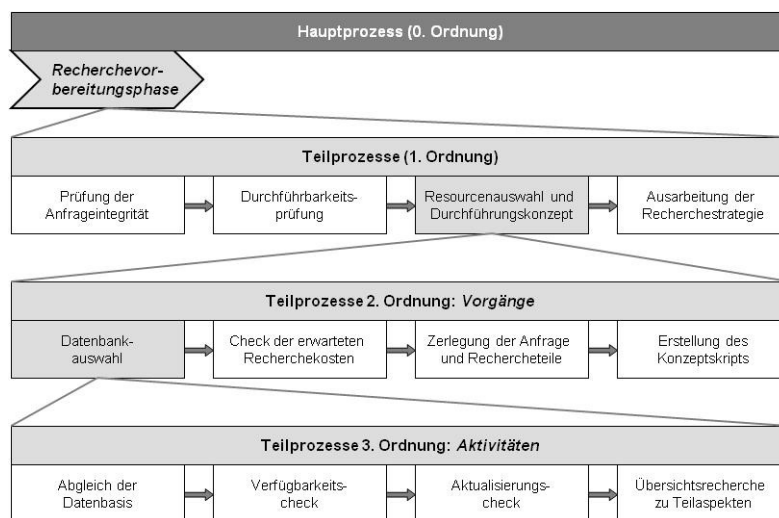 Hauptprozess (0. Ordnung)
Recherchevor-
bereitungsphase
Teilprozesse (1. Ordnung)
Prüfung der
Anfrageintegrität
Durchführbarkeits-
prüfung
Resourcenauswahl und
Durchführungskonzept
Ausarbeitung der
Recherchestrategie
Teilprozesse 2. Ordnung: Vorgänge
Datenbank-
auswahl
Check der erwarteten
Recherchekosten
Zerlegung der Anfrage
und Rechercheteile
Erstellung des
Konzeptskripts
Teilprozesse 3. Ordnung: Aktivitäten
Abgleich der
Datenbasis
Verfügbarkeits-
check
Aktualisierungs-
check
Übersichtsrecherche
zu Teilaspekten